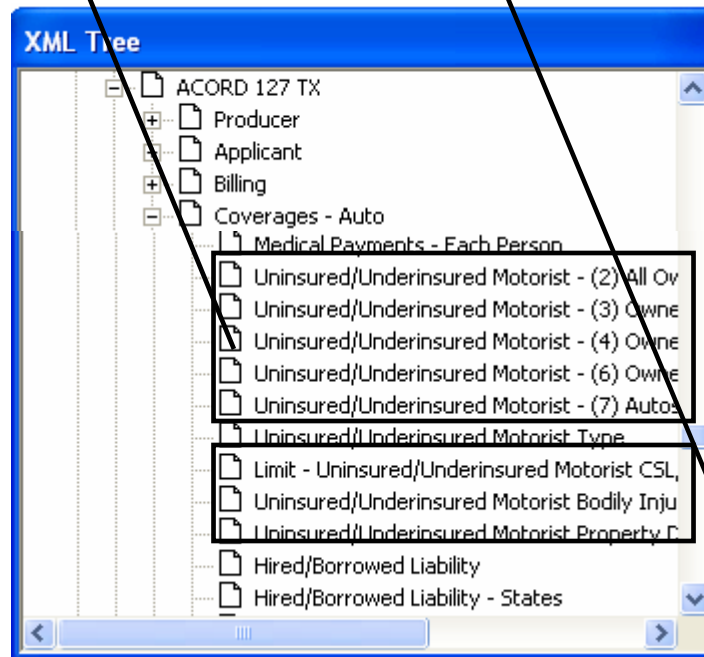 XML Tree
ACORD 127 TX
Producer
Applicant
Billing
Coverages - Auto
Medical Payments - Each Person
Uninsured/Underinsured Motorist - (2) All Ow
Uninsured/Underinsured Motorist - (3) Owne
Uninsured/Underinsured Motorist - (4) Owne
Uninsured/Underinsured Motorist - (6) Owne
Uninsured/Underinsured Motorist - (7) Autos
Uninsured/Underinsured Motorist Type
Limit - Uninsured/Underinsured Motorist CSL,
Uninsured/Underinsured Motorist Bodily Inju
Uninsured/Underinsured Motorist Property D
Hired/Borrowed Liability
Hired/Borrowed Liability - States